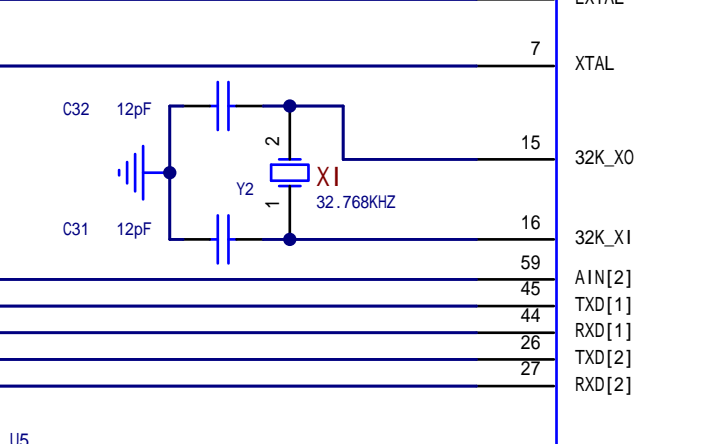 EXTAL
7 XTAL
C32 12pF
15 32K_XO
2
Y2 XI
32.768KHZ
1
C31 12pF
16 32K_XI
59 AIN[2]
45 TXD[1]
44 RXD[1]
26 TXD[2]
27 RXD[2]
U5